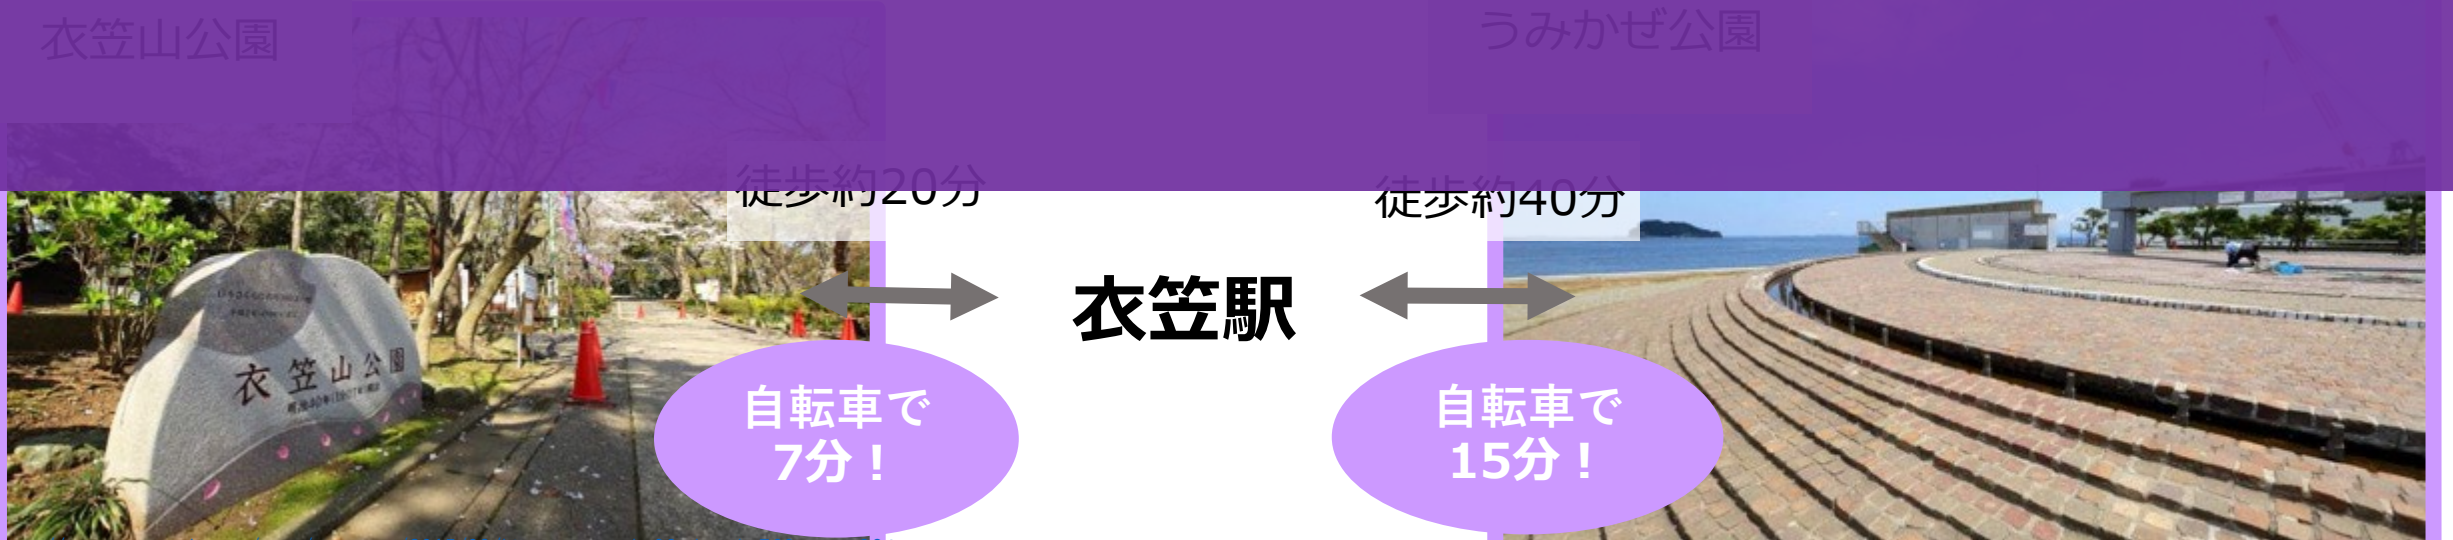 衣笠山公園
うみかぜ公園
徒歩約20分
徒歩約40分
衣笠駅
衣笠山公園
自転車で
7分！
自転車で
15分！